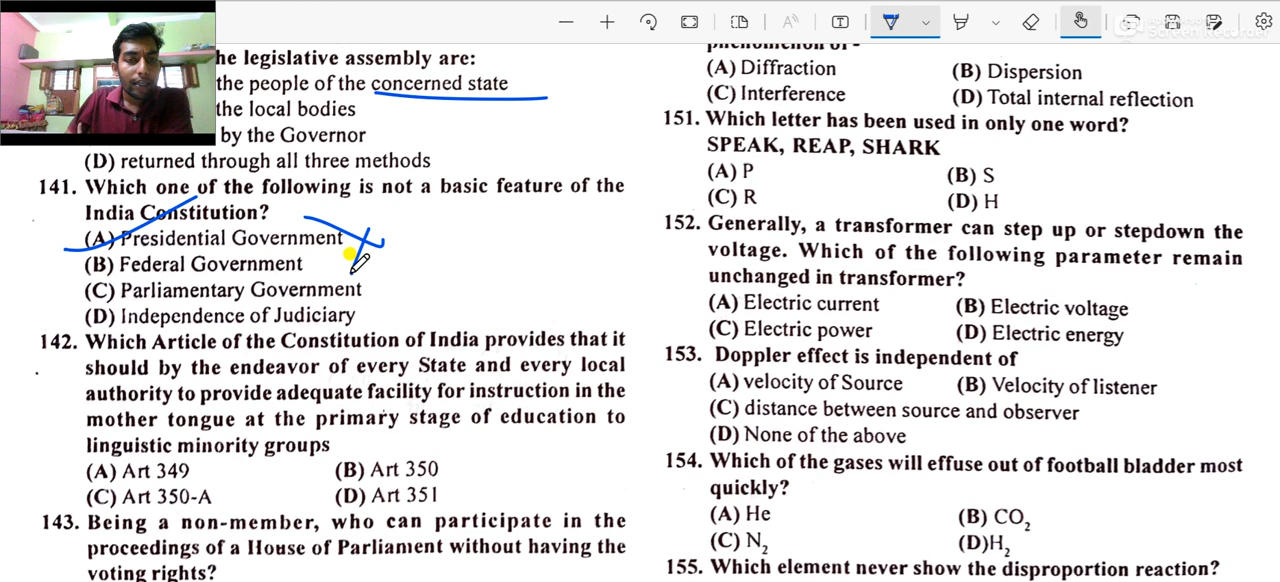 he legislative assembly are:
the people of the concerned state
the local bodies
by the Governor
(D) returned through all three methods
141. Which one of the following is not a basic feature of the
India Constitution?
(A) Presidential Government
(B) Federal Government
(C) Parliamentary Government
(D) Independence of Judiciary
142. Which Article of the Constitution of India provides that it
should by the endeavor of every State and every local
authority to provide adequate facility for instruction in the
mother tongue at the primary stage of education to
linguistic minority groups
(A) Art 349 (B) Art 350
(C) Art 350-A (D) Art 351
143. Being a non-member, who can participate in the
proceedings of a House of Parliament without having the
voting rights?
phenomenon of -
(A) Diffraction (B) Dispersion
(C) Interference (D) Total internal reflection
151. Which letter has been used in only one word?
SPEAK, REAP, SHARK
(A) P (B) S
(C) R (D) H
152. Generally, a transformer can step up or stepdown the
voltage. Which of the following parameter remain
unchanged in transformer?
(A) Electric current (B) Electric voltage
(C) Electric power (D) Electric energy
153. Doppler effect is independent of
(A) velocity of Source (B) Velocity of listener
(C) distance between source and observer
(D) None of the above
154. Which of the gases will effuse out of football bladder most
quickly?
(A) He (B) CO₂
(C) N₂ (D)H₂
155. Which element never show the disproportion reaction?